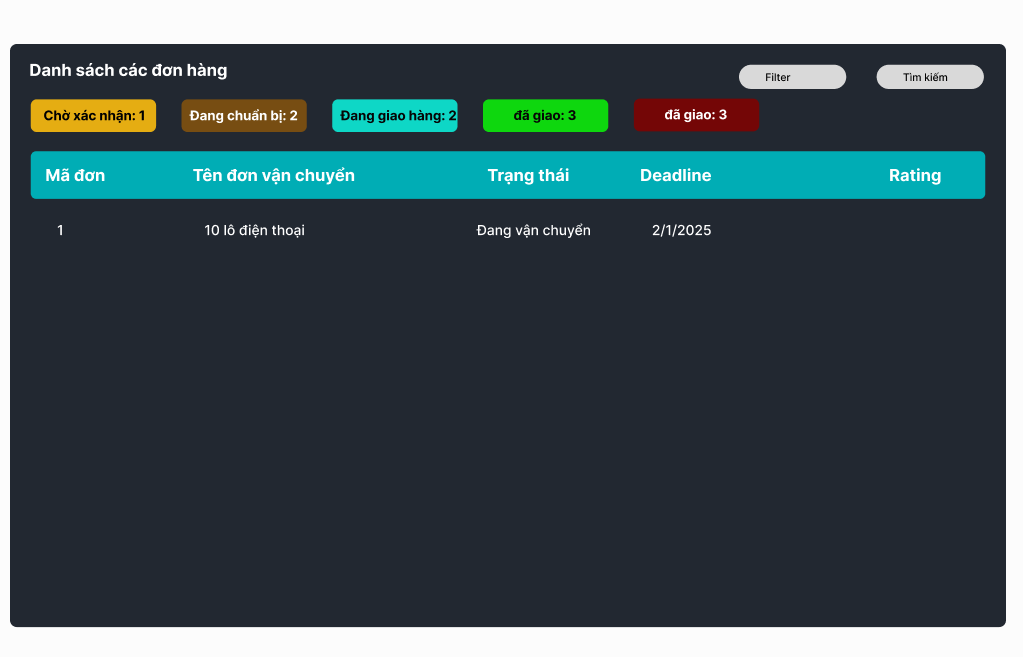 Danh sách các đơn hàng
Filter
Tìm kiếm
Chờ xác nhận: 1
Đang chuẩn bị: 2
Đang giao hàng: 2
đã giao: 3
đã giao: 3
Mã đơn
Tên đơn vận chuyển
Trạng thái
Deadline
Rating
1
10 lô điện thoại
Đang vận chuyển
2/1/2025